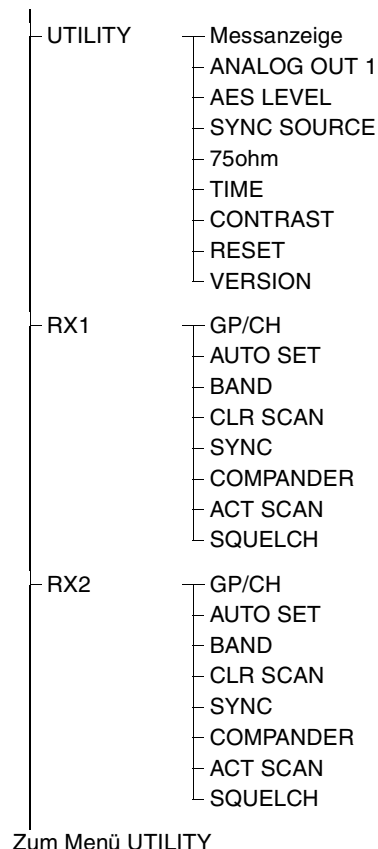 UTILITY Messanzeige
ANALOG OUT 1
AES LEVEL
SYNC SOURCE
75ohm
TIME
CONTRAST
RESET
VERSION
RX1 GP/CH
AUTO SET
BAND
CLR SCAN
SYNC
COMPANDER
ACT SCAN
SQUELCH
RX2 GP/CH
AUTO SET
BAND
CLR SCAN
SYNC
COMPANDER
ACT SCAN
SQUELCH
Zum Menü UTILITY